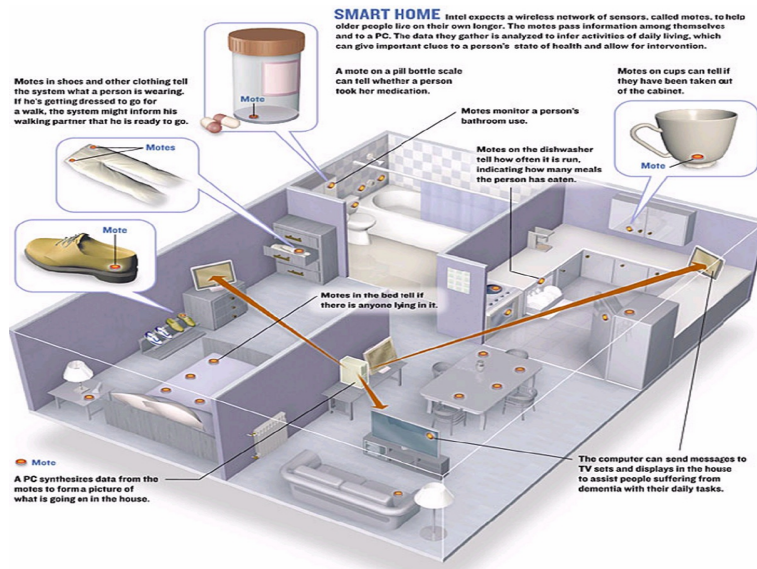 SMART HOME Intel expects a wireless network of sensors, called motes, to help
older people live on their own longer. The motes pass information among themselves
and to a PC. The data they gather is analyzed to infer activities of daily living, which
can give important clues to a person's state of health and allow for intervention.
Motes in shoes and other clothing tell
the system what a person is wearing.
If he's getting dressed to go for
a walk, the system might inform his
walking partner that he is ready to go.
Mote
A mote on a pill bottle scale
can tell whether a person
took her medication.
Motes on cups can tell if
they have been taken out
of the cabinet.
Mote
Motes monitor a person's
bathroom use.
Motes
Motes on the dishwasher
tell how often it is run,
indicating how many meals
the person has eaten.
Mote
Motes in the bed tell if
there is anyone lying in it.
Mote
A PC synthesizes data from the
motes to form a picture of
what is going on in the house.
The computer can send messages to
TV sets and displays in the house
to assist people suffering from
dementia with their daily tasks.